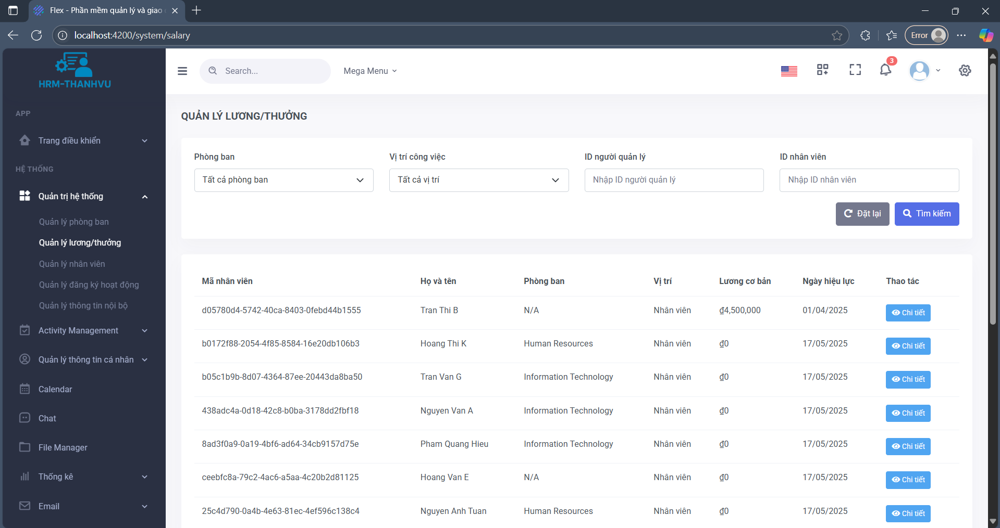 Flex - Phần mềm quản lý và giao
localhost:4200/system/salary
Error
HRM-THANHVU
Search...
Mega Menu
3
APP
Trang điều khiển
HỆ THỐNG
Quản trị hệ thống
Quản lý phòng ban
Quản lý lương/thưởng
Quản lý nhân viên
Quản lý đăng ký hoạt động
Quản lý thông tin nội bộ
Activity Management
Quản lý thông tin cá nhân
Calendar
Chat
File Manager
Thống kê
Email
QUẢN LÝ LƯƠNG/THƯỞNG
Phòng ban Vị trí công việc ID người quản lý ID nhân viên
Tất cả phòng ban Tất cả vị trí Nhập ID người quản lý Nhập ID nhân viên
Đặt lại Tìm kiếm
Mã nhân viên Họ và tên Phòng ban Vị trí Lương cơ bản Ngày hiệu lực Thao tác
d05780d4-5742-40ca-8403-0febd44b1555 Tran Thi B N/A Nhân viên ₫4,500,000 01/04/2025 Chi tiết
b0172f88-2054-4f85-8584-16e20db106b3 Hoang Thi K Human Resources Nhân viên ₫0 17/05/2025 Chi tiết
b05c1b9b-8d07-4364-87ee-20443da8ba50 Tran Van G Information Technology Nhân viên ₫0 17/05/2025 Chi tiết
438adc4a-0d18-42c8-b0ba-3178dd2fbf18 Nguyen Van A Information Technology Nhân viên ₫0 17/05/2025 Chi tiết
8ad3f0a9-0a19-4bf6-ad64-34cb9157d75e Pham Quang Hieu Information Technology Nhân viên ₫0 17/05/2025 Chi tiết
ceebfc8a-79c2-4ac6-a5aa-4c20b2d81125 Hoang Van E N/A Nhân viên ₫0 17/05/2025 Chi tiết
25c4d790-0a4b-4e63-81ec-4ef596c138c4 Nguyen Anh Tuan Human Resources Nhân viên ₫0 17/05/2025 Chi tiết